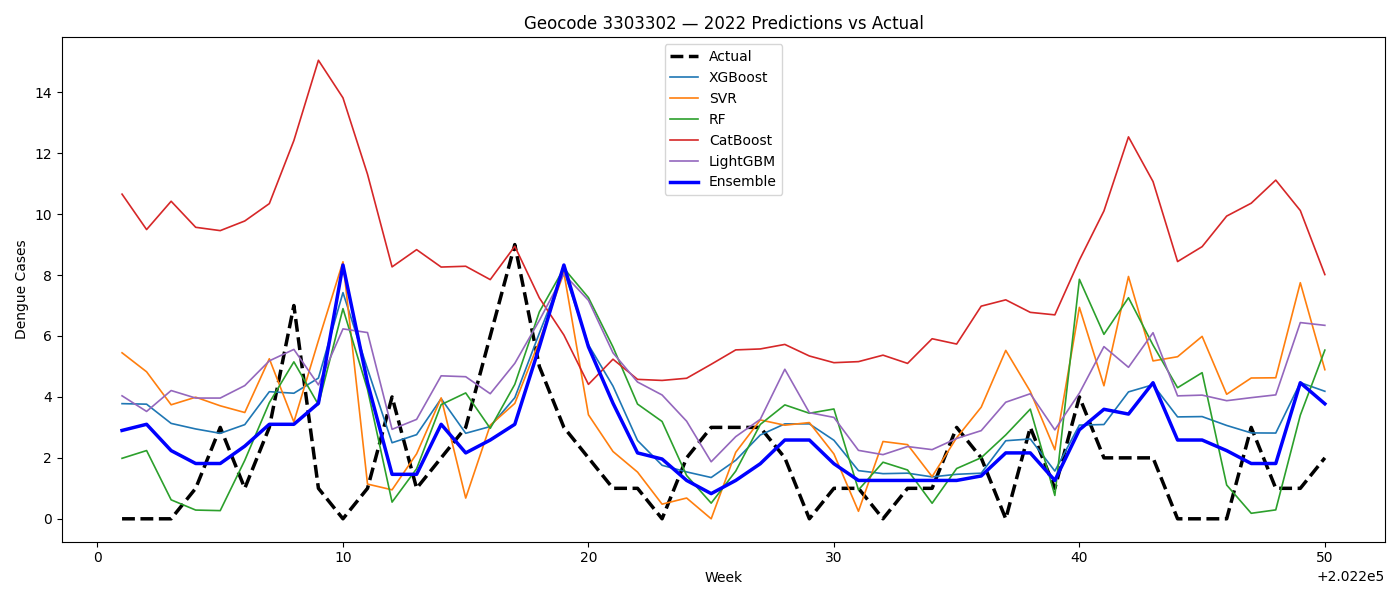 Geocode 3303302 — 2022 Predictions vs Actual
Actual
XGBoost
SVR
RF
CatBoost
LightGBM
Ensemble
Dengue Cases
14
12
10
8
6
4
2
0
0 10 20 30 40 50
Week
+2.022e5